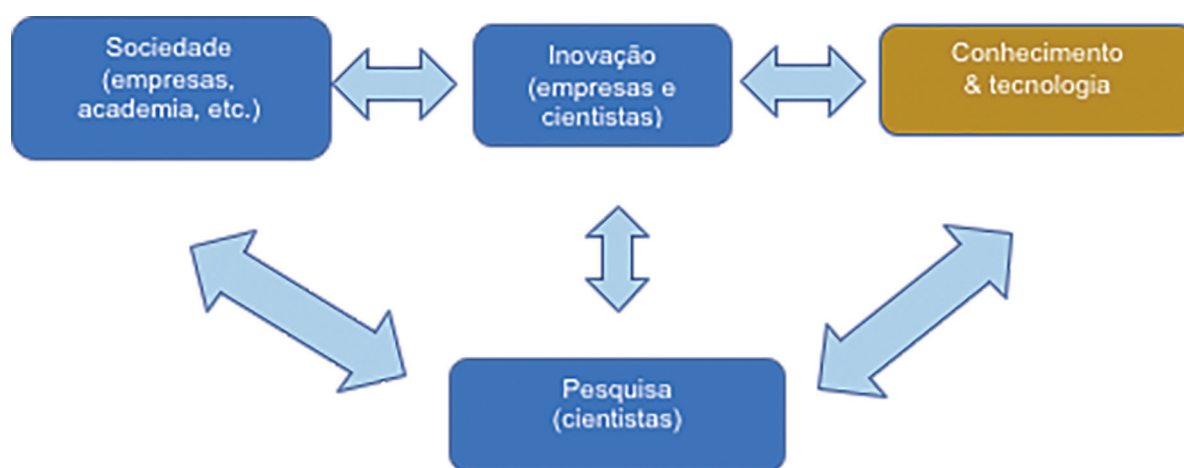 Sociedade
(empresas,
academia, etc.)
Inovação
(empresas e
cientistas)
Conhecimento
& tecnologia
Pesquisa
(cientistas)